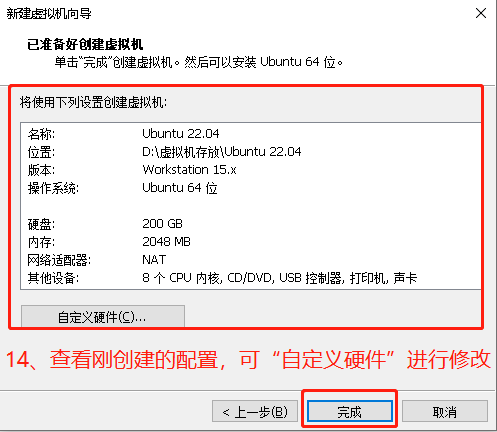 新建虚拟机向导
已准备好创建虚拟机
单击“完成”创建虚拟机。然后可以安装 Ubuntu 64 位。
将使用下列设置创建虚拟机:
名称: Ubuntu 22.04
位置: D:\虚拟机存放\Ubuntu 22.04
版本: Workstation 15.x
操作系统: Ubuntu 64 位
硬盘: 200 GB
内存: 2048 MB
网络适配器: NAT
其他设备: 8 个 CPU 内核, CD/DVD, USB 控制器, 打印机, 声卡
自定义硬件(C)...
14、查看刚创建的配置，可“自定义硬件”进行修改
< 上一步(B) 完成 取消